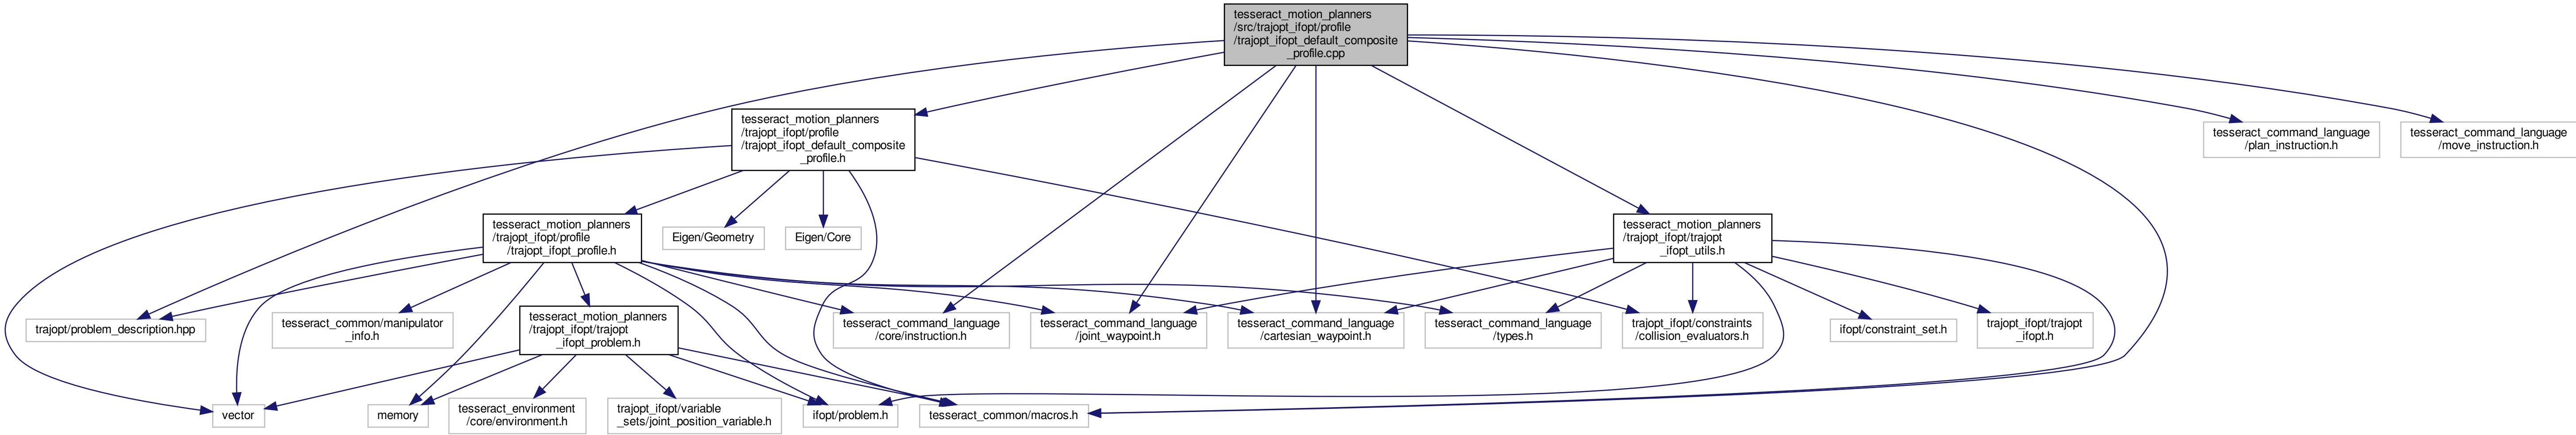 tesseract_motion_planners
/src/trajopt_ifopt/profile
/trajopt_ifopt_default_composite
_profile.cpp
tesseract_motion_planners
/trajopt_ifopt/profile
/trajopt_ifopt_default_composite
_profile.h
tesseract_command_language
/plan_instruction.h
tesseract_command_language
/move_instruction.h
tesseract_motion_planners
/trajopt_ifopt/profile
/trajopt_ifopt_profile.h
Eigen/Geometry
Eigen/Core
tesseract_motion_planners
/trajopt_ifopt/trajopt
_ifopt_utils.h
trajopt/problem_description.hpp
tesseract_common/manipulator
_info.h
tesseract_motion_planners
/trajopt_ifopt/trajopt
_ifopt_problem.h
tesseract_command_language
/core/instruction.h
tesseract_command_language
/joint_waypoint.h
tesseract_command_language
/cartesian_waypoint.h
tesseract_command_language
/types.h
trajopt_ifopt/constraints
/collision_evaluators.h
ifopt/constraint_set.h
trajopt_ifopt/trajopt
_ifopt.h
vector
memory
tesseract_environment
/core/environment.h
trajopt_ifopt/variable
_sets/joint_position_variable.h
ifopt/problem.h
tesseract_common/macros.h